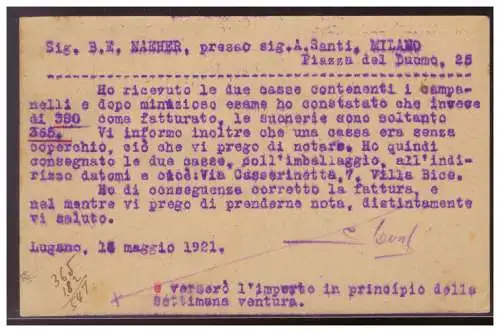 Sig. B.E. NAEHER, presso sig.A.Santi, MILANO
Piazza del Duomo, 25
Ho ricevuto le due casse contenenti i campa-
nelli e dopo minuzioso esame ho constatato che invece
di 380 come fatturato, le suonerie sono soltanto
365. Vi informo inoltre che una cassa era senza
coperchio, ciò che vi prego di notare. Ho quindi
consegnato le due casse, coll'imballaggio, all'indi-
rizzo datomi e cioè:Via Casserinetta,7, Villa Bice.
Ho di conseguenza corretto la fattura, e
nel mentre vi prego di prenderne nota, distintamente
vi saluto.
Lugano, 18 maggio 1921.
365
182
547
e verserò l'importo in principio della
settimana ventura.